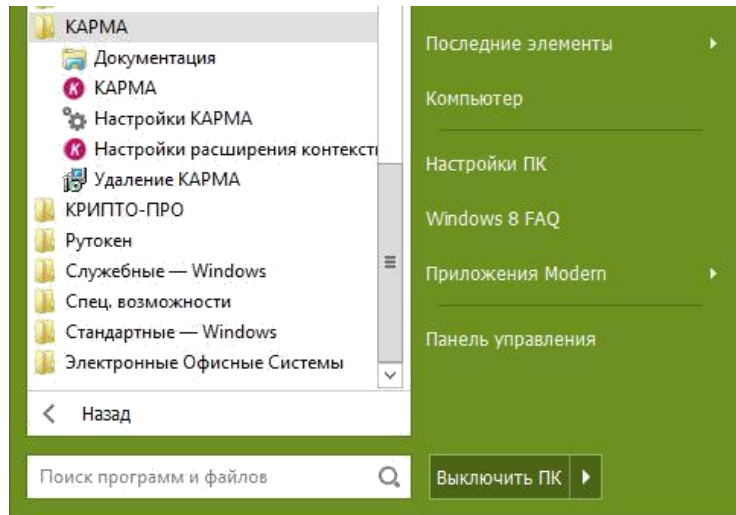 КАРМА
Документация
КАРМА
Настройки КАРМА
Настройки расширения контекст
Удаление КАРМА
КРИПТО-ПРО
Рутокен
Служебные — Windows
Спец. возможности
Стандартные — Windows
Электронные Офисные Системы
Назад
Поиск программ и файлов
Последние элементы
Компьютер
Настройки ПК
Windows 8 FAQ
Приложения Modern
Панель управления
Выключить ПК